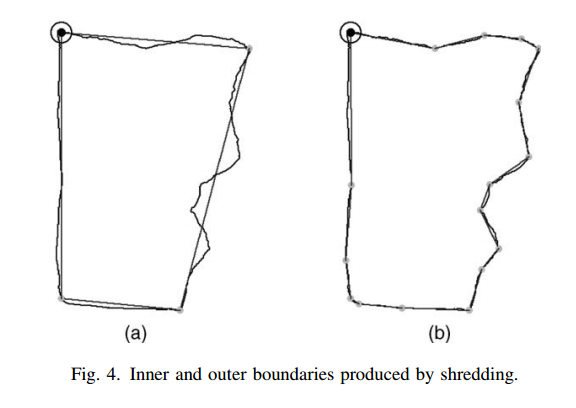 (a) (b)
Fig. 4. Inner and outer boundaries produced by shredding.